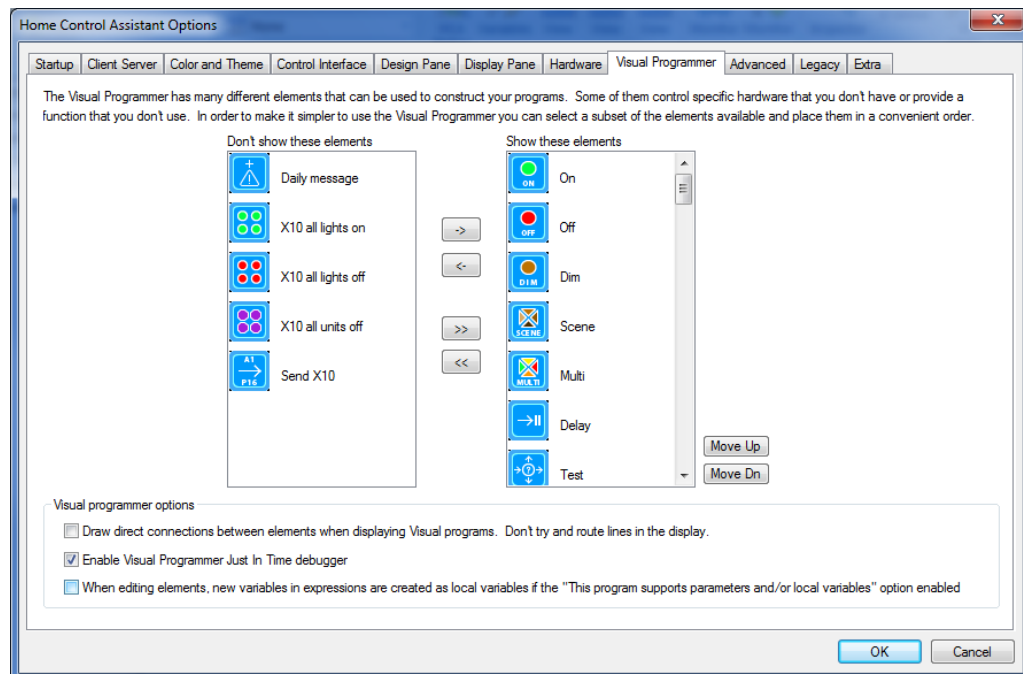 Home Control Assistant Options
Startup Client Server Color and Theme Control Interface Design Pane Display Pane Hardware Visual Programmer Advanced Legacy Extra
The Visual Programmer has many different elements that can be used to construct your programs. Some of them control specific hardware that you don't have or provide a
function that you don't use. In order to make it simpler to use the Visual Programmer you can select a subset of the elements available and place them in a convenient order.
Don't show these elements
Daily message
X10 all lights on
X10 all lights off
X10 all units off
A1
P16
Send X10
->
<-
>>
<<
Show these elements
ON
On
OFF
Off
DIM
Dim
SCENE
Scene
MULTI
Multi
Delay
?
Test
Move Up
Move Dn
Visual programmer options
Draw direct connections between elements when displaying Visual programs. Don't try and route lines in the display.
Enable Visual Programmer Just In Time debugger
When editing elements, new variables in expressions are created as local variables if the "This program supports parameters and/or local variables" option enabled
OK Cancel